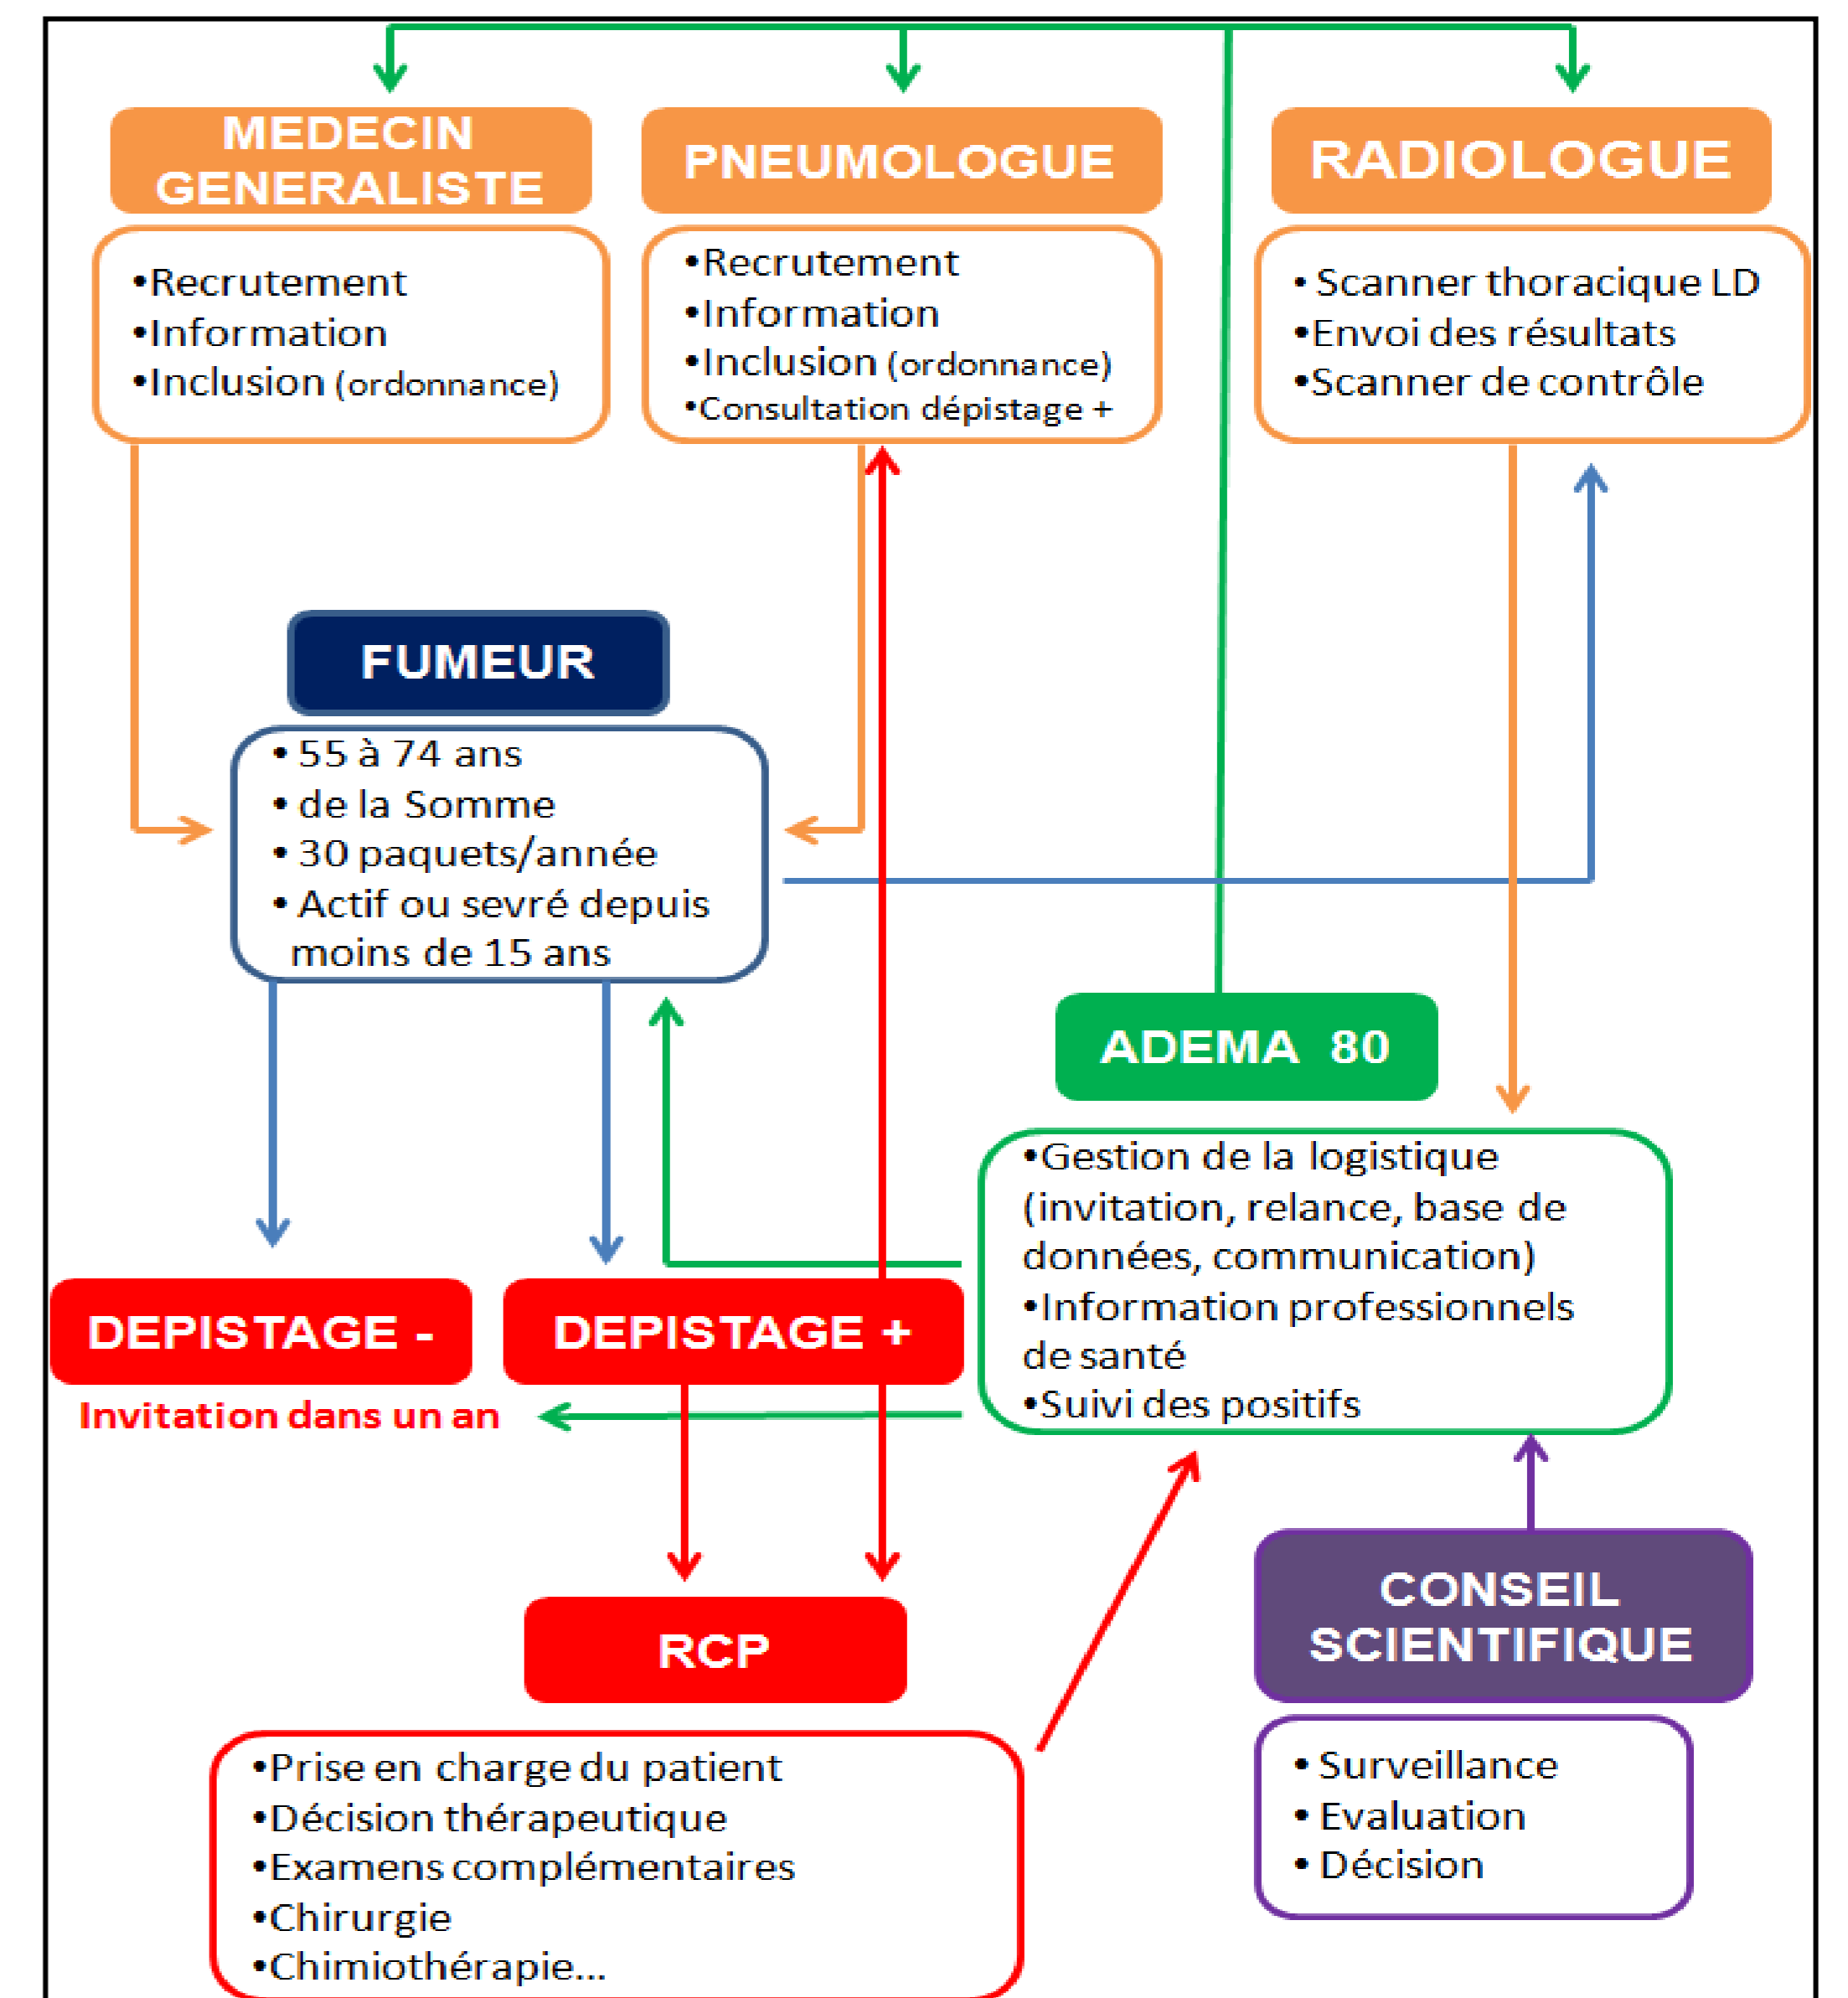 MEDECIN
GENERALISTE
•Recrutement
•Information
•Inclusion (ordonnance)
PNEUMOLOGUE
•Recrutement
•Information
•Inclusion (ordonnance)
•Consultation dépistage +
RADIOLOGUE
• Scanner thoracique LD
•Envoi des résultats
•Scanner de contrôle
FUMEUR
• 55 à 74 ans
• de la Somme
• 30 paquets/année
• Actif ou sevré depuis
moins de 15 ans
ADEMA 80
•Gestion de la logistique
(invitation, relance, base de
données, communication)
•Information professionnels
de santé
•Suivi des positifs
DEPISTAGE -
Invitation dans un an
DEPISTAGE +
RCP
•Prise en charge du patient
•Décision thérapeutique
•Examens complémentaires
•Chirurgie
•Chimiothérapie...
CONSEIL
SCIENTIFIQUE
• Surveillance
• Evaluation
• Décision